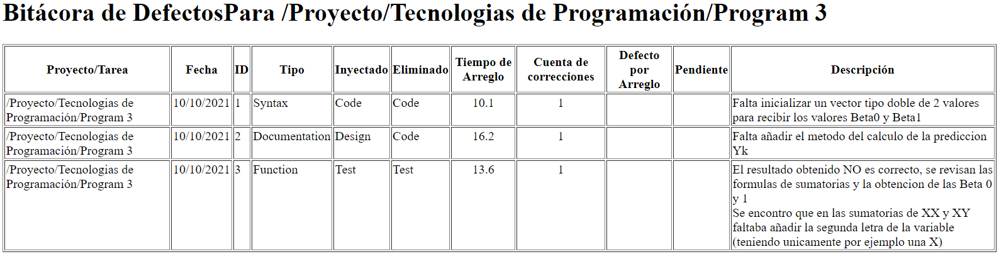 Bitácora de DefectosPara /Proyecto/Tecnologias de Programación/Program 3
Proyecto/Tarea Fecha ID Tipo Inyectado Eliminado Tiempo de Arreglo Cuenta de correcciones Defecto por Arreglo Pendiente Descripción
/Proyecto/Tecnologias de 10/10/2021 1 Syntax Code Code 10.1 1 Falta inicializar un vector tipo doble de 2 valores
Programación/Program 3 para recibir los valores Beta0 y Beta1
/Proyecto/Tecnologias de 10/10/2021 2 Documentation Design Code 16.2 1 Falta añadir el metodo del calculo de la prediccion
Programación/Program 3 Yk
/Proyecto/Tecnologias de 10/10/2021 3 Function Test Test 13.6 1 El resultado obtenido NO es correcto, se revisan las
Programación/Program 3 formulas de sumatorias y la obtencion de las Beta 0
y 1
Se encontro que en las sumatorias de XX y XY
faltaba añadir la segunda letra de la variable
(teniendo unicamente por ejemplo una X)